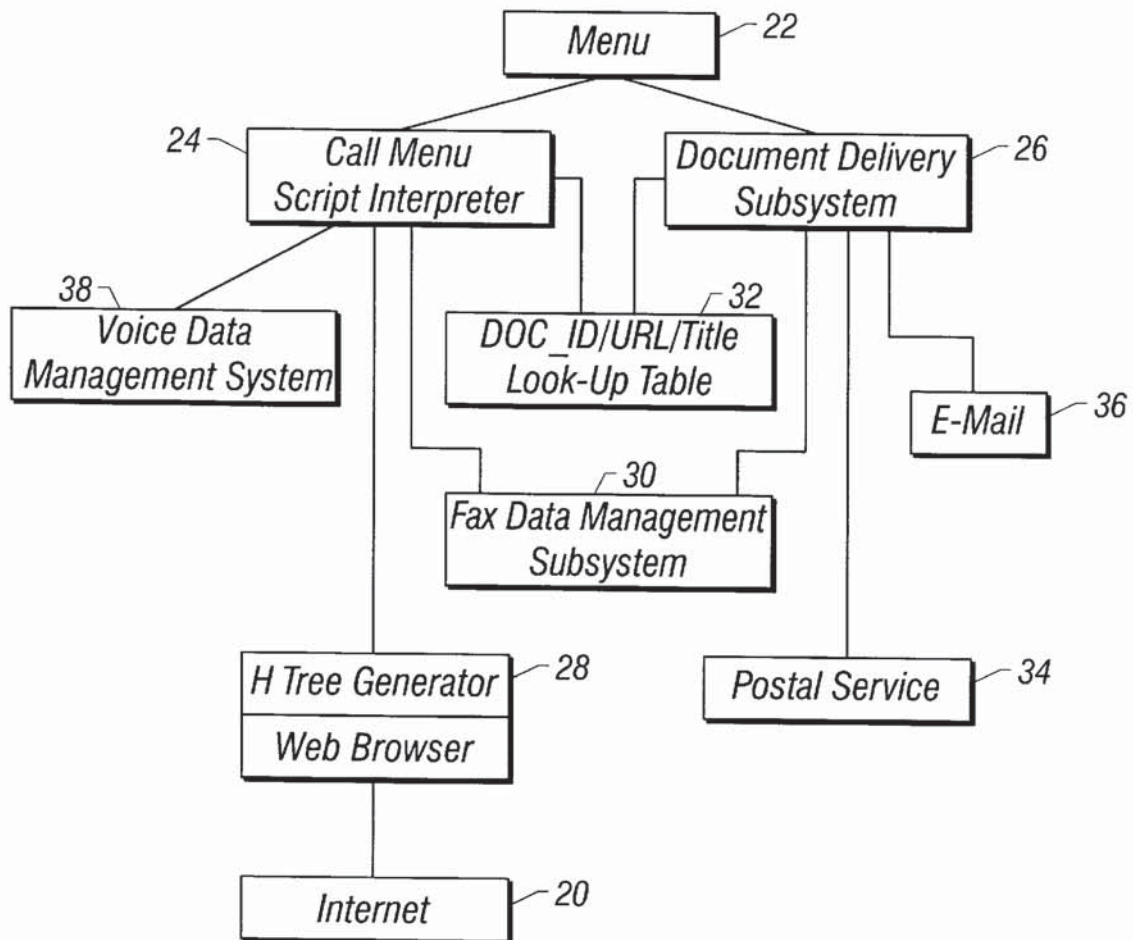 Menu
22
24
Call Menu
Script Interpreter
Document Delivery
Subsystem
26
38
Voice Data
Management System
32
DOC_ID/URL/Title
Look-Up Table
E-Mail
36
30
Fax Data Management
Subsystem
H Tree Generator
28
Web Browser
Postal Service
34
Internet
20